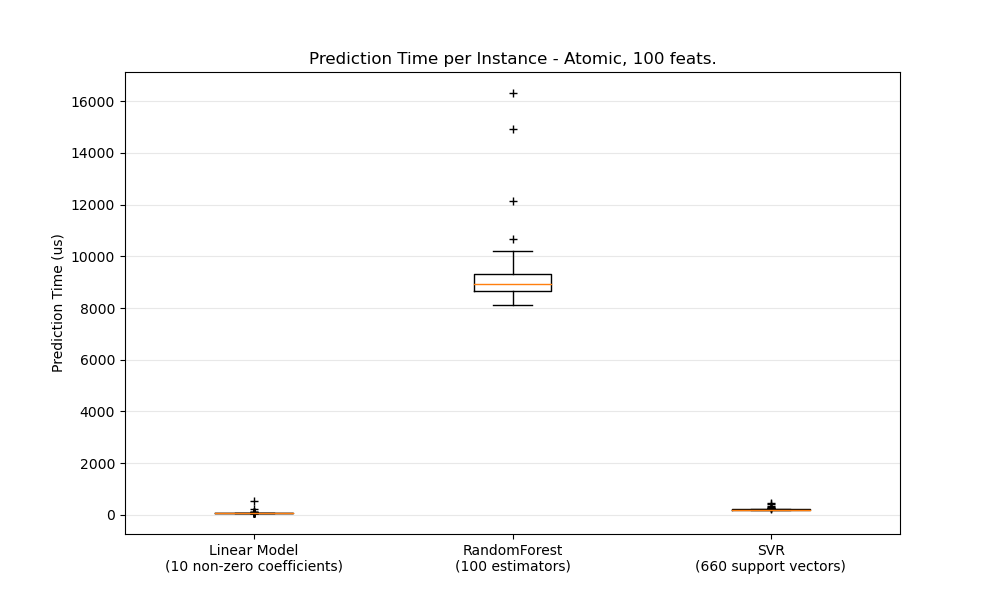 Prediction Time per Instance - Atomic, 100 feats.
Prediction Time (us)
16000
14000
12000
10000
8000
6000
4000
2000
0
Linear Model
(10 non-zero coefficients)
RandomForest
(100 estimators)
SVR
(660 support vectors)